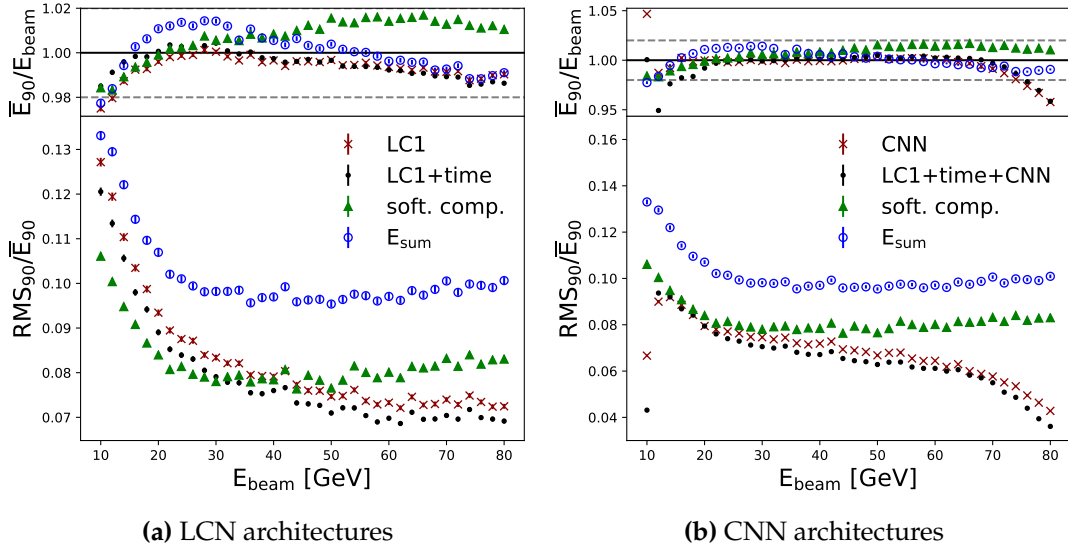 1.02
1.00
0.98
E̅90/Ebeam
0.13
0.12
0.11
0.10
0.09
0.08
0.07
RMS90/E̅90
LC1
LC1+time
soft. comp.
Esum
10 20 30 40 50 60 70 80
Ebeam [GeV]
(a) LCN architectures
1.05
1.00
0.95
E̅90/Ebeam
0.16
0.14
0.12
0.10
0.08
0.06
0.04
RMS90/E̅90
CNN
LC1+time+CNN
soft. comp.
Esum
10 20 30 40 50 60 70 80
Ebeam [GeV]
(b) CNN architectures